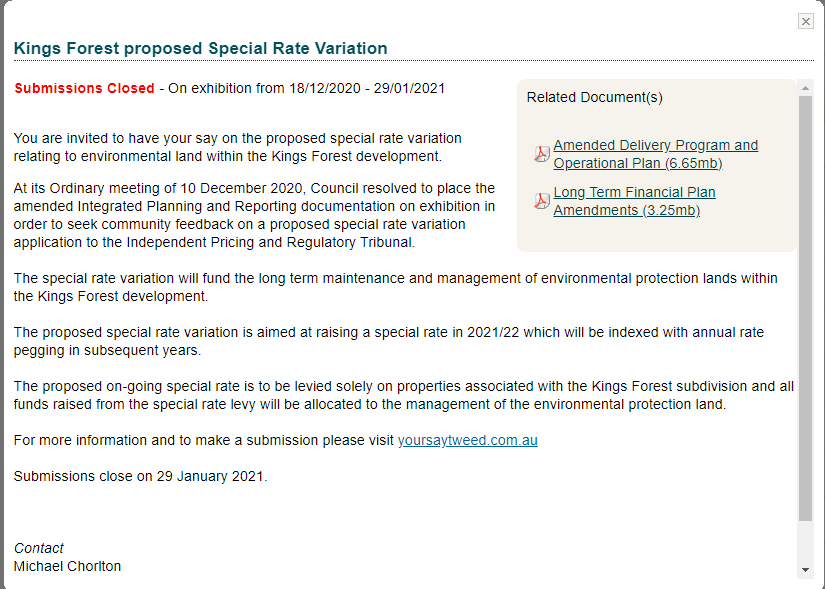 Kings Forest proposed Special Rate Variation
Submissions Closed - On exhibition from 18/12/2020 - 29/01/2021
Related Document(s)
Amended Delivery Program and
Operational Plan (6.65mb)
Long Term Financial Plan
Amendments (3.25mb)
You are invited to have your say on the proposed special rate variation
relating to environmental land within the Kings Forest development.
At its Ordinary meeting of 10 December 2020, Council resolved to place the
amended Integrated Planning and Reporting documentation on exhibition in
order to seek community feedback on a proposed special rate variation
application to the Independent Pricing and Regulatory Tribunal.
The special rate variation will fund the long term maintenance and management of environmental protection lands within
the Kings Forest development.
The proposed special rate variation is aimed at raising a special rate in 2021/22 which will be indexed with annual rate
pegging in subsequent years.
The proposed on-going special rate is to be levied solely on properties associated with the Kings Forest subdivision and all
funds raised from the special rate levy will be allocated to the management of the environmental protection land.
For more information and to make a submission please visit yoursaytweed.com.au
Submissions close on 29 January 2021.
Contact
Michael Chorlton